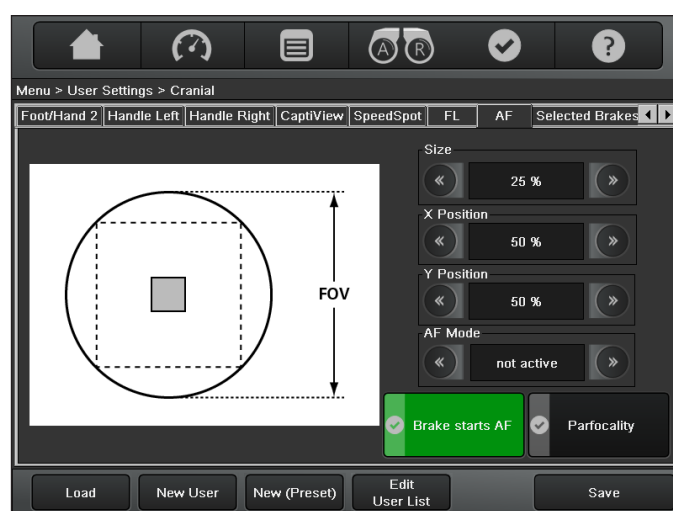 A R ?
Menu > User Settings > Cranial
Foot/Hand 2 Handle Left Handle Right CaptiView SpeedSpot FL AF Selected Brakes
Size
« 25 % »
X Position
« 50 % »
Y Position
« 50 % »
AF Mode
« not active »
FOV
Brake starts AF Parfocality
Load New User New (Preset) Edit User List Save